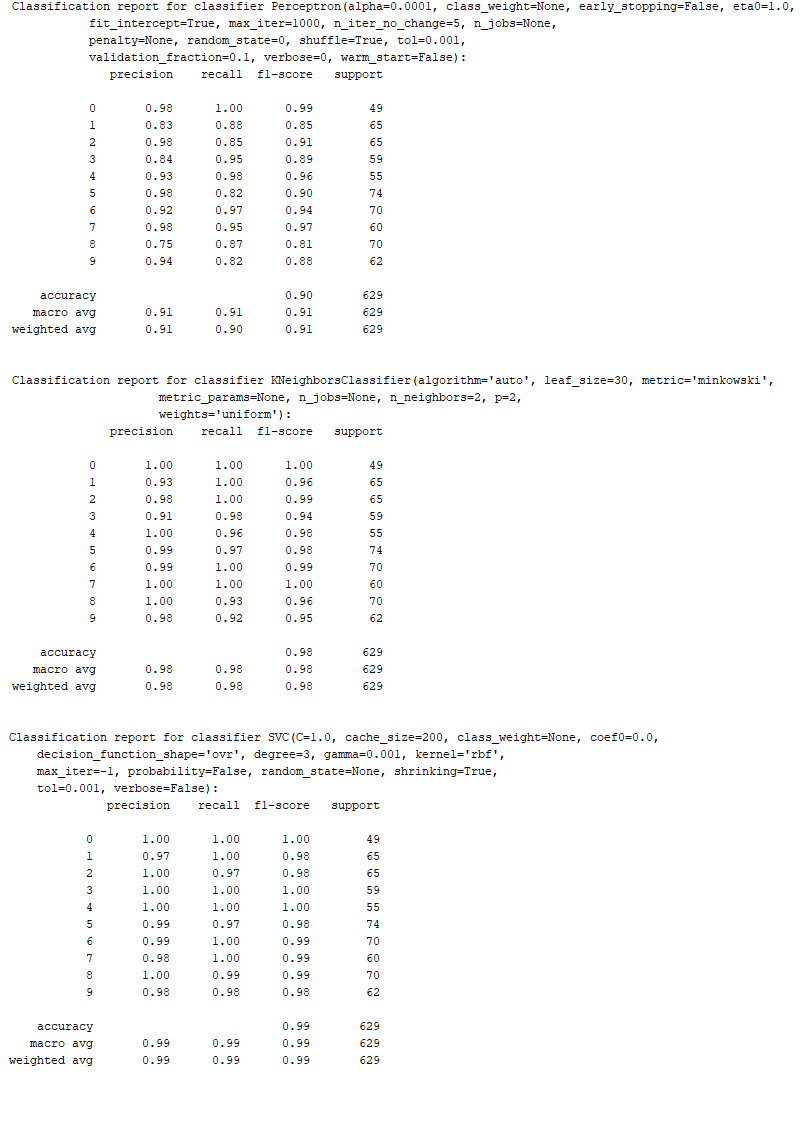 Classification report for classifier Perceptron(alpha=0.0001, class_weight=None, early_stopping=False, eta0=1.0,
fit_intercept=True, max_iter=1000, n_iter_no_change=5, n_jobs=None,
penalty=None, random_state=0, shuffle=True, tol=0.001,
validation_fraction=0.1, verbose=0, warm_start=False):
precision recall f1-score support
0 0.98 1.00 0.99 49
1 0.83 0.88 0.85 65
2 0.98 0.85 0.91 65
3 0.84 0.95 0.89 59
4 0.93 0.98 0.96 55
5 0.98 0.82 0.90 74
6 0.92 0.97 0.94 70
7 0.98 0.95 0.97 60
8 0.75 0.87 0.81 70
9 0.94 0.82 0.88 62
accuracy 0.90 629
macro avg 0.91 0.91 0.91 629
weighted avg 0.91 0.90 0.91 629
Classification report for classifier KNeighborsClassifier(algorithm='auto', leaf_size=30, metric='minkowski',
metric_params=None, n_jobs=None, n_neighbors=2, p=2,
weights='uniform'):
precision recall f1-score support
0 1.00 1.00 1.00 49
1 0.93 1.00 0.96 65
2 0.98 1.00 0.99 65
3 0.91 0.98 0.94 59
4 1.00 0.96 0.98 55
5 0.99 0.97 0.98 74
6 0.99 1.00 0.99 70
7 1.00 1.00 1.00 60
8 1.00 0.93 0.96 70
9 0.98 0.92 0.95 62
accuracy 0.98 629
macro avg 0.98 0.98 0.98 629
weighted avg 0.98 0.98 0.98 629
Classification report for classifier SVC(C=1.0, cache_size=200, class_weight=None, coef0=0.0,
decision_function_shape='ovr', degree=3, gamma=0.001, kernel='rbf',
max_iter=-1, probability=False, random_state=None, shrinking=True,
tol=0.001, verbose=False):
precision recall f1-score support
0 1.00 1.00 1.00 49
1 0.97 1.00 0.98 65
2 1.00 0.97 0.98 65
3 1.00 1.00 1.00 59
4 1.00 1.00 1.00 55
5 0.99 0.97 0.98 74
6 0.99 1.00 0.99 70
7 0.98 1.00 0.99 60
8 1.00 0.99 0.99 70
9 0.98 0.98 0.98 62
accuracy 0.99 629
macro avg 0.99 0.99 0.99 629
weighted avg 0.99 0.99 0.99 629